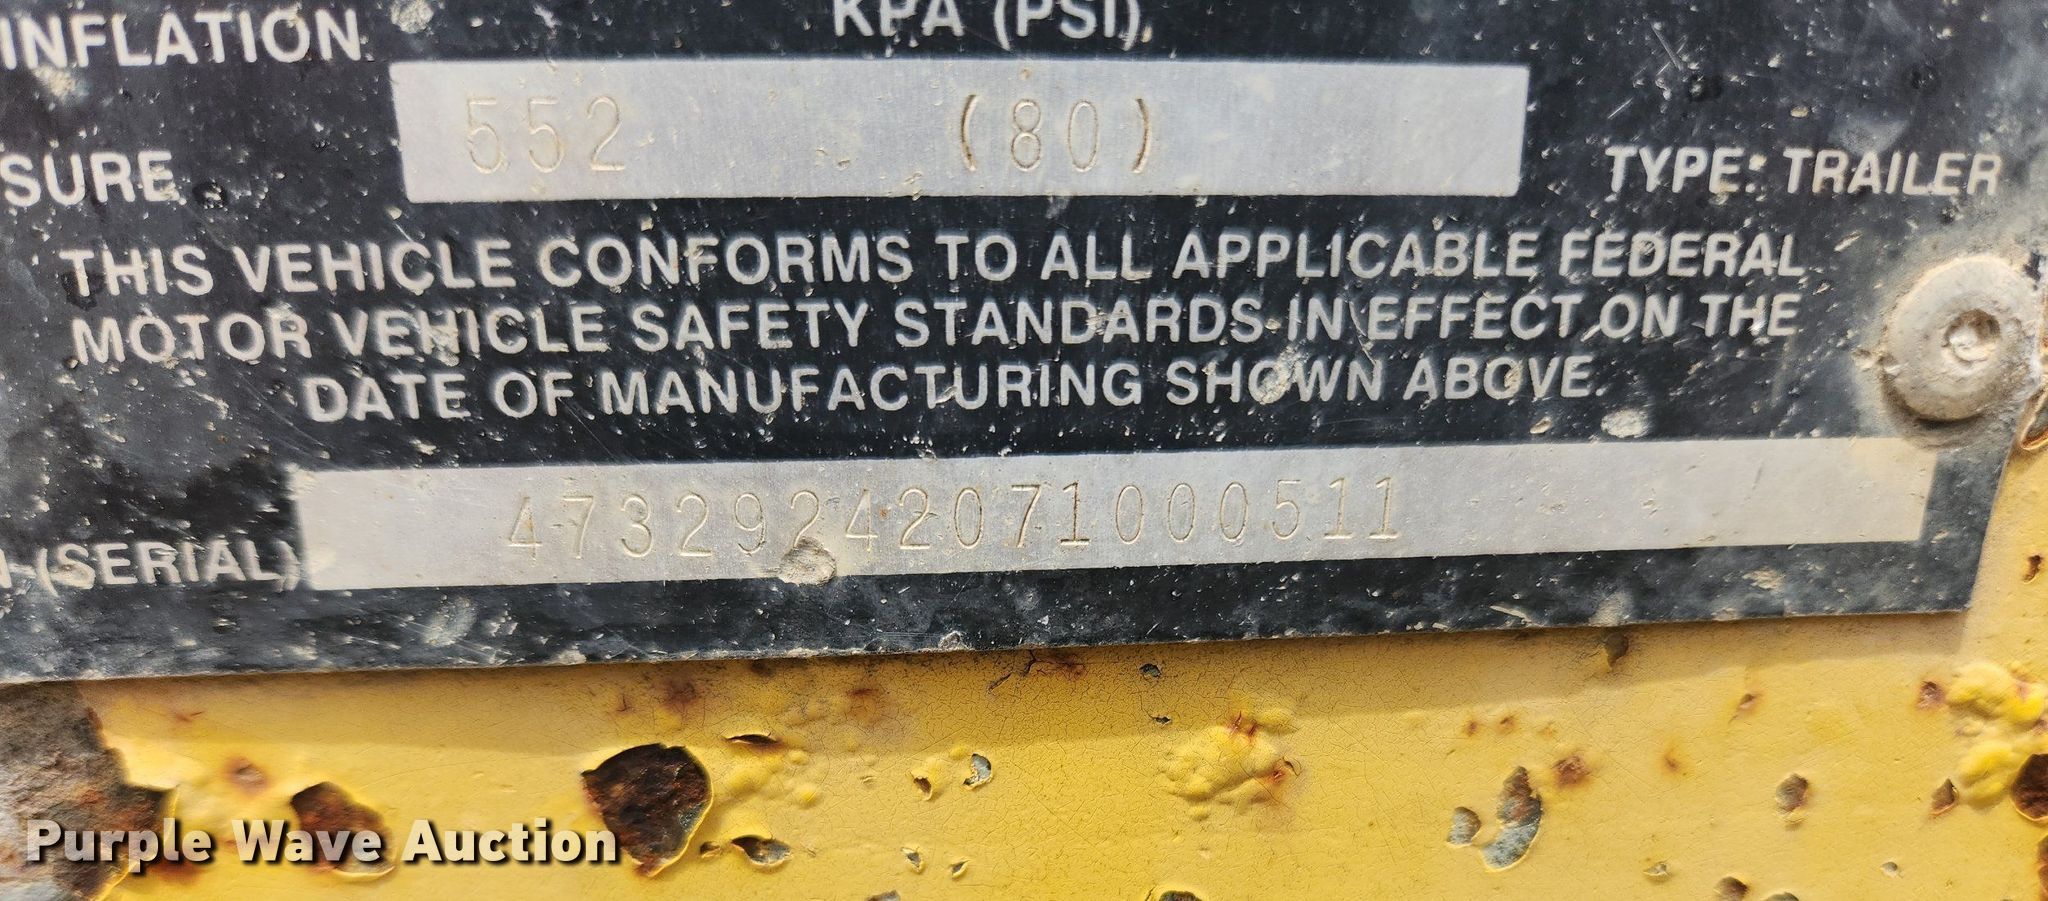 KPA (PSI)
INFLATION
552 (80)
SURE
TYPE: TRAILER
THIS VEHICLE CONFORMS TO ALL APPLICABLE FEDERAL
MOTOR VEHICLE SAFETY STANDARDS IN EFFECT ON THE
DATE OF MANUFACTURING SHOWN ABOVE.
(SERIAL) 47329242071000511
Purple Wave Auction